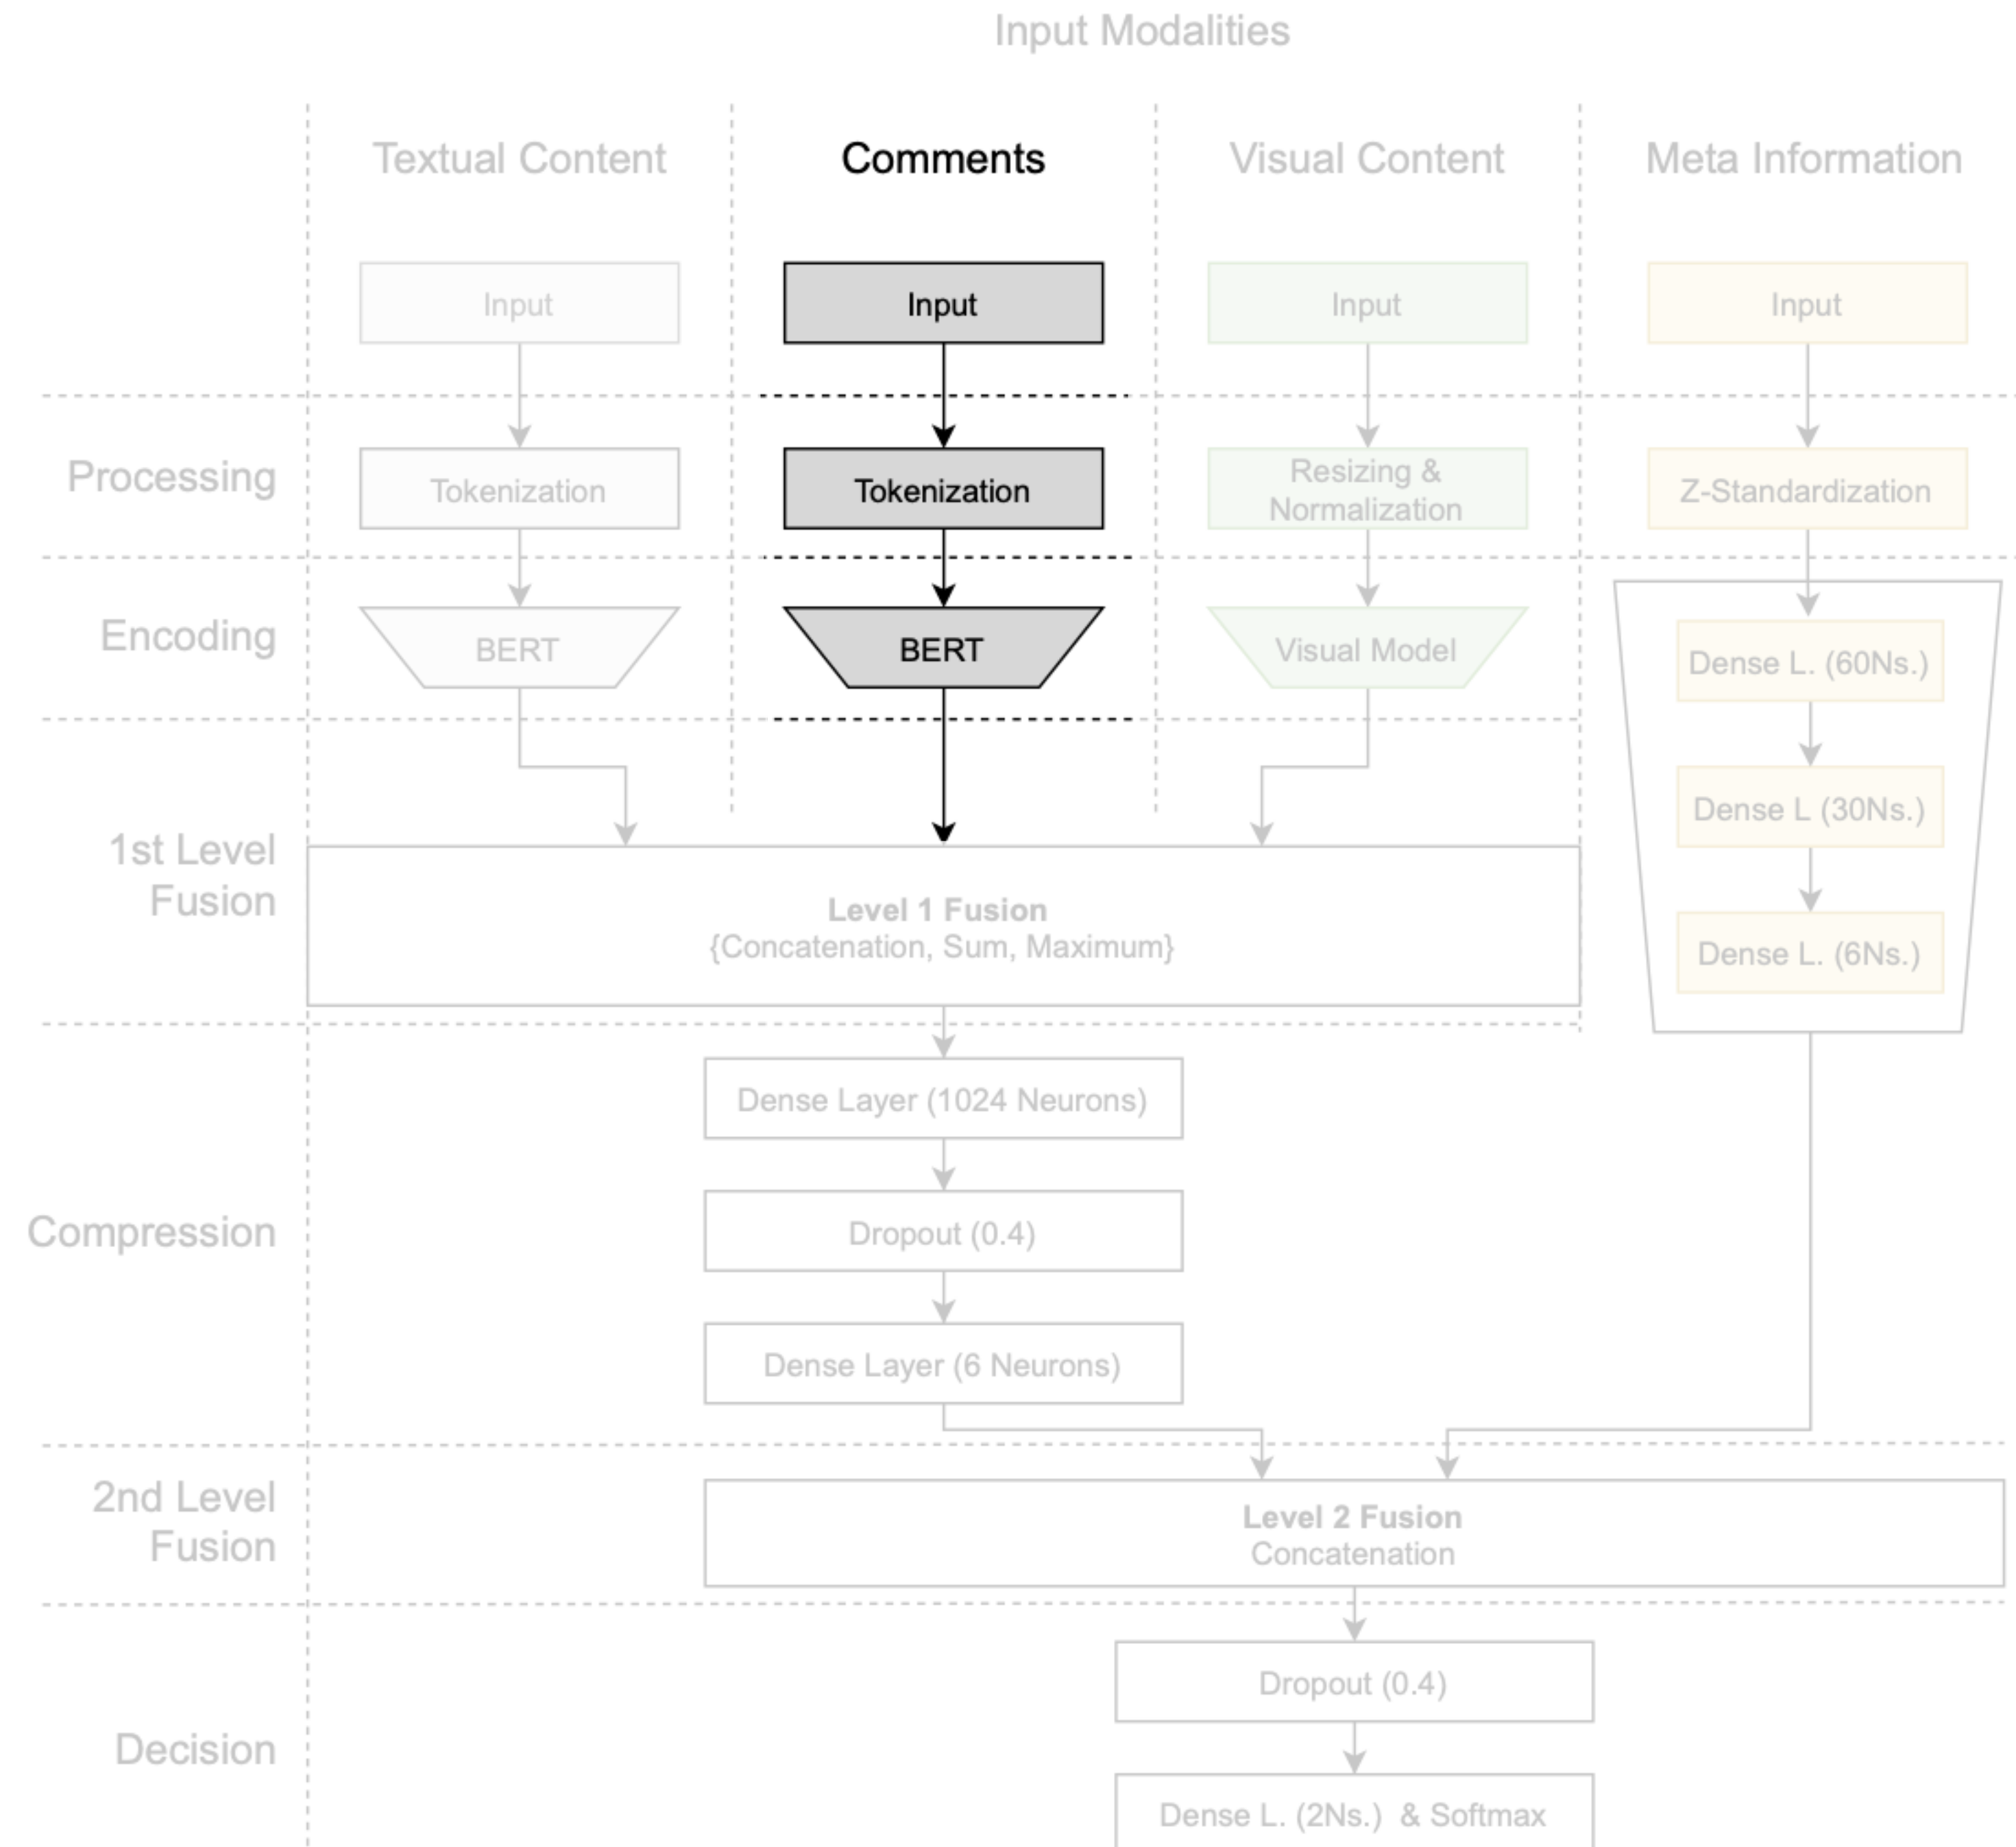 Input Modalities
Textual Content
Comments
Visual Content
Meta Information
Input
Input
Input
Input
Processing
Tokenization
Tokenization
Resizing &
Normalization
Z-Standardization
Encoding
BERT
BERT
Visual Model
Dense L. (60Ns.)
Dense L (30Ns.)
Dense L. (6Ns.)
1st Level
Fusion
Level 1 Fusion
{Concatenation, Sum, Maximum}
Compression
Dense Layer (1024 Neurons)
Dropout (0.4)
Dense Layer (6 Neurons)
2nd Level
Fusion
Level 2 Fusion
Concatenation
Decision
Dropout (0.4)
Dense L. (2Ns.) & Softmax